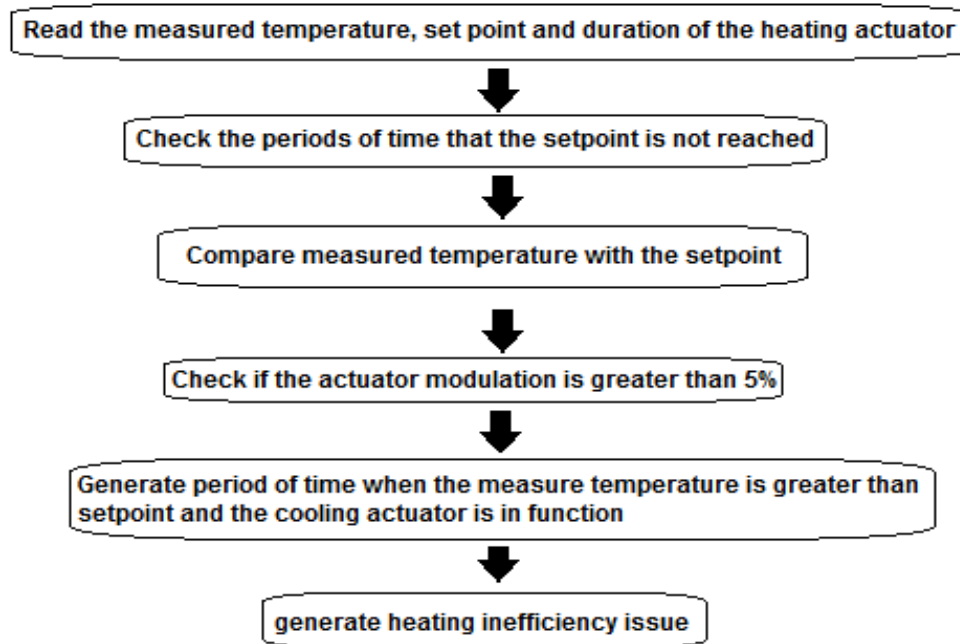 Read the measured temperature, set point and duration of the heating actuator
Check the periods of time that the setpoint is not reached
Compare measured temperature with the setpoint
Check if the actuator modulation is greater than 5%
Generate period of time when the measure temperature is greater than
setpoint and the cooling actuator is in function
generate heating inefficiency issue